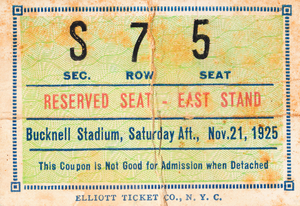 S 7 5
SEC. ROW SEAT
RESERVED SEAT - EAST STAND
Bucknell Stadium, Saturday Aft., Nov. 21, 1925
This Coupon is Not Good for Admission when Detached
ELLIOTT TICKET CO., N. Y. C.